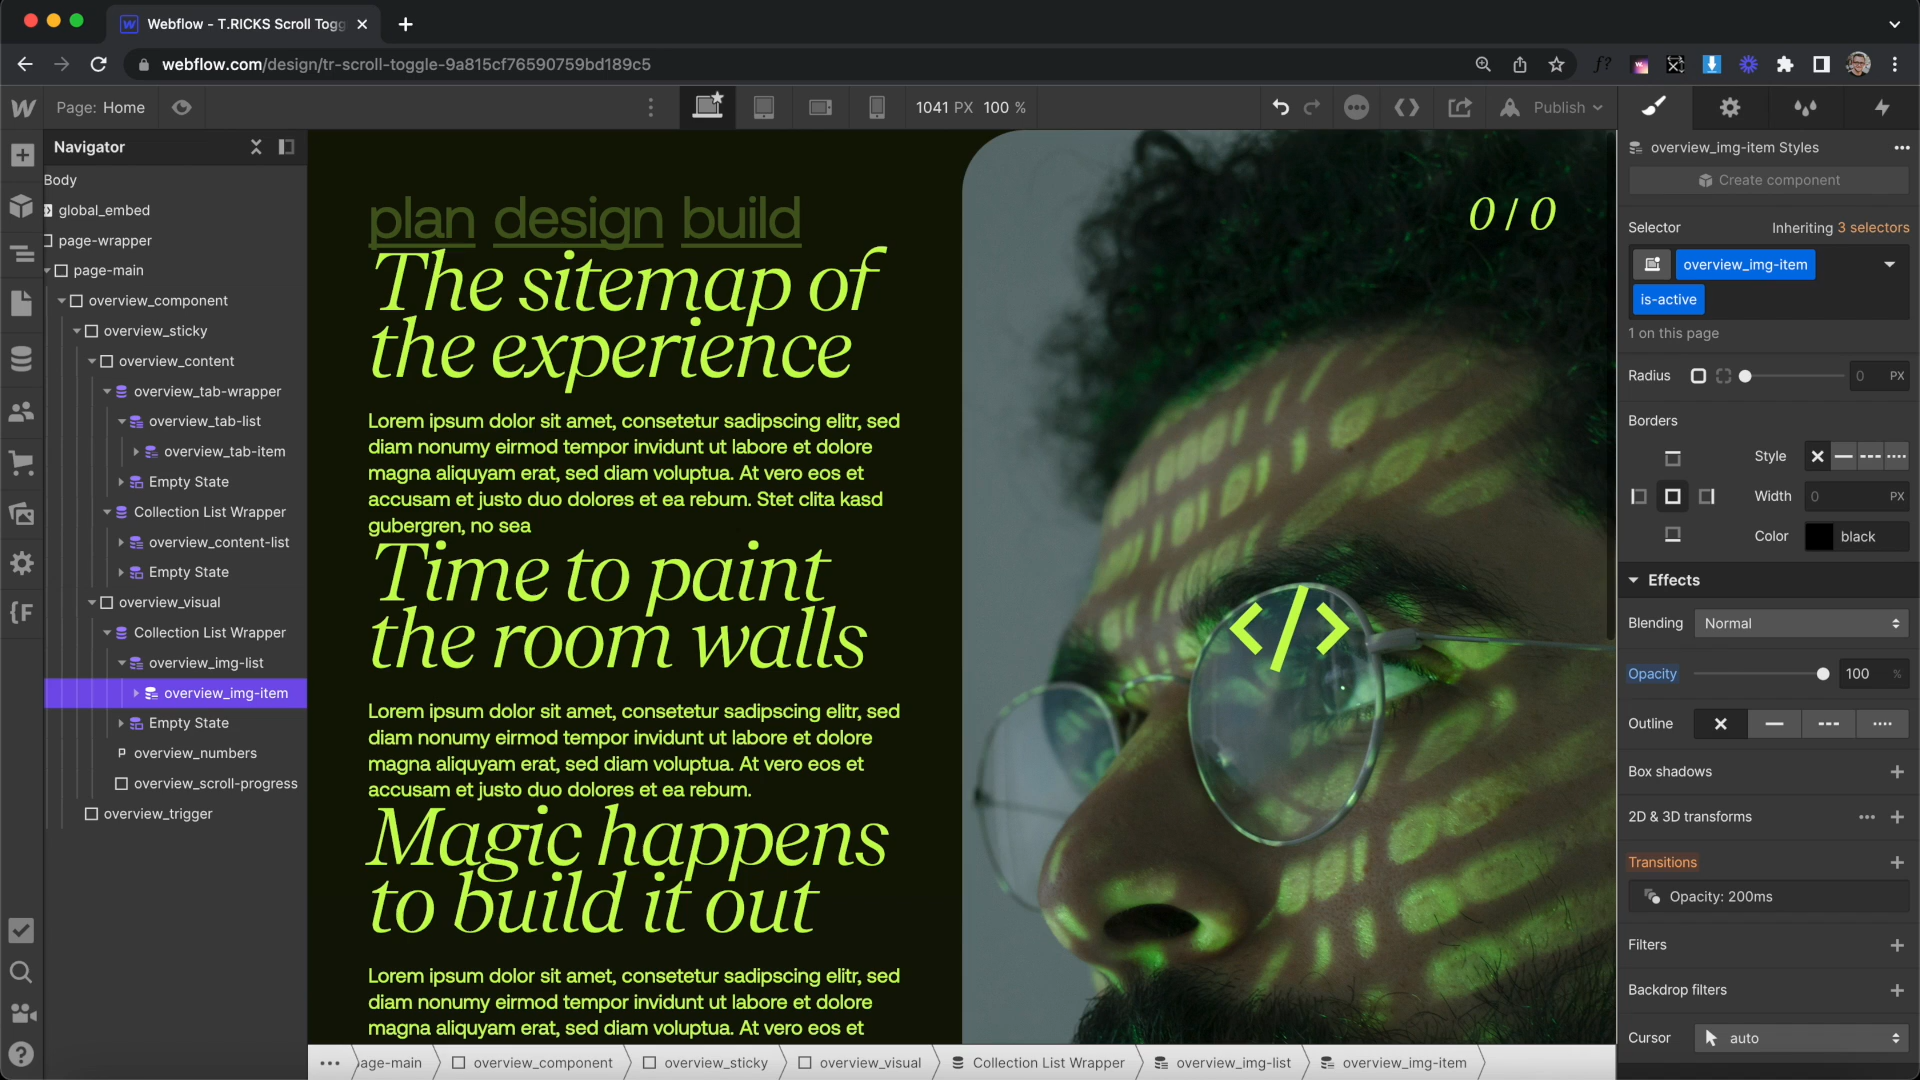 Webflow - T.RICKS Scroll Togg
webflow.com/design/tr-scroll-toggle-9a815cf76590759bd189c5
Page: Home
1041 PX 100 %
Publish
Navigator
Body
global_embed
page-wrapper
page-main
overview_component
overview_sticky
overview_content
overview_tab-wrapper
overview_tab-list
overview_tab-item
Empty State
Collection List Wrapper
overview_content-list
Empty State
overview_visual
Collection List Wrapper
overview_img-list
overview_img-item
Empty State
overview_numbers
overview_scroll-progress
overview_trigger
plan design build
The sitemap of
the experience
Lorem ipsum dolor sit amet, consetetur sadipscing elitr, sed
diam nonumy eirmod tempor invidunt ut labore et dolore
magna aliquyam erat, sed diam voluptua. At vero eos et
accusam et justo duo dolores et ea rebum. Stet clita kasd
gubergren, no sea
Time to paint
the room walls
Lorem ipsum dolor sit amet, consetetur sadipscing elitr, sed
diam nonumy eirmod tempor invidunt ut labore et dolore
magna aliquyam erat, sed diam voluptua. At vero eos et
accusam et justo duo dolores et ea rebum.
Magic happens
to build it out
Lorem ipsum dolor sit amet, consetetur sadipscing elitr, sed
diam nonumy eirmod tempor invidunt ut labore et dolore
magna aliquyam erat, sed diam voluptua. At vero eos et
0 / 0
</>
overview_img-item Styles
Create component
Selector Inheriting 3 selectors
overview_img-item
is-active
1 on this page
Radius 0 PX
Borders
Style
Width 0 PX
Color black
Effects
Blending Normal
Opacity 100 %
Outline
Box shadows
2D & 3D transforms
Transitions
Opacity: 200ms
Filters
Backdrop filters
Cursor auto
age-main overview_component overview_sticky overview_visual Collection List Wrapper overview_img-list overview_img-item